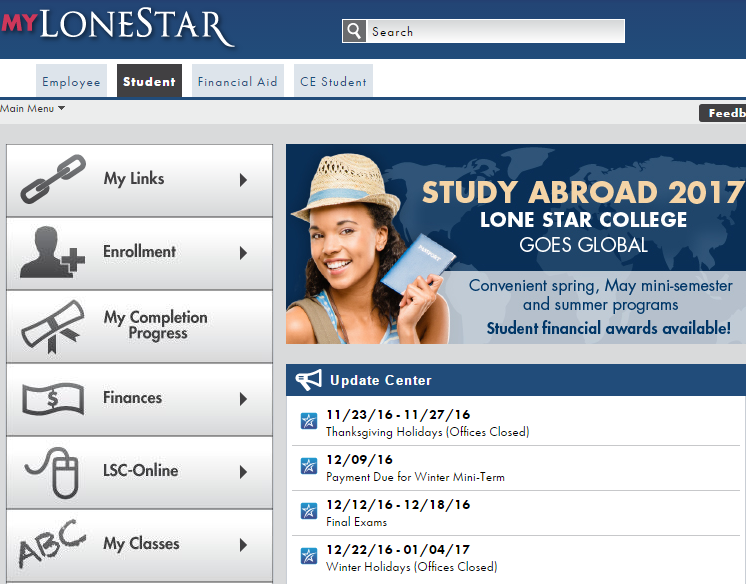 MYLONESTAR
Search
Employee
Student
Financial Aid
CE Student
Main Menu
Feedb
My Links
Enrollment
My Completion
Progress
$
Finances
LSC-Online
ABC
My Classes
PASSPORT
STUDY ABROAD 2017
LONE STAR COLLEGE
GOES GLOBAL
Convenient spring, May mini-semester
and summer programs
Student financial awards available!
Update Center
11/23/16 - 11/27/16
Thanksgiving Holidays (Offices Closed)
12/09/16
Payment Due for Winter Mini-Term
12/12/16 - 12/18/16
Final Exams
12/22/16 - 01/04/17
Winter Holidays (Offices Closed)